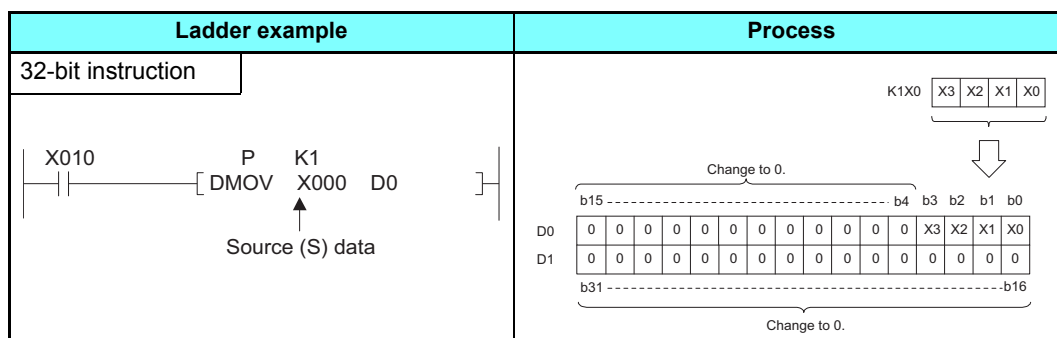 Ladder example
Process
32-bit instruction
X010
P K1
DMOV X000 D0
Source (S) data
K1X0 X3 X2 X1 X0
Change to 0.
b15 b4 b3 b2 b1 b0
D0 0 0 0 0 0 0 0 0 0 0 0 0 X3 X2 X1 X0
D1 0 0 0 0 0 0 0 0 0 0 0 0 0 0 0 0
b31 b16
Change to 0.